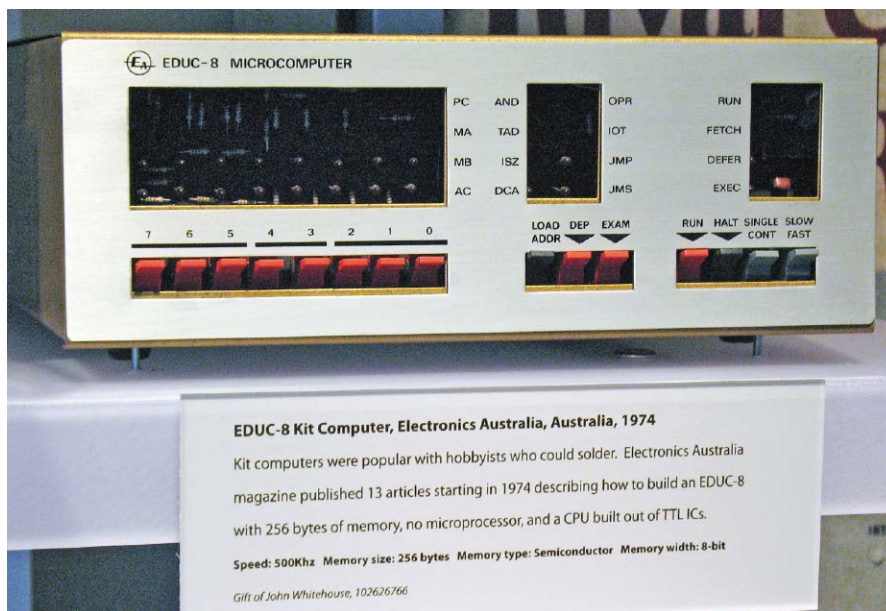 EA EDUC-8 MICROCOMPUTER
PC AND OPR RUN
MA TAD IOT FETCH
MB ISZ JMP DEFER
AC DCA JMS EXEC
LOAD ADDR DEP EXAM RUN HALT SINGLE CONT SLOW FAST
7 6 5 4 3 2 1 0
EDUC-8 Kit Computer, Electronics Australia, Australia, 1974
Kit computers were popular with hobbyists who could solder. Electronics Australia
magazine published 13 articles starting in 1974 describing how to build an EDUC-8
with 256 bytes of memory, no microprocessor, and a CPU built out of TTL ICs.
Speed: 500Khz Memory size: 256 bytes Memory type: Semiconductor Memory width: 8-bit
Gift of John Whitehouse, 102626766